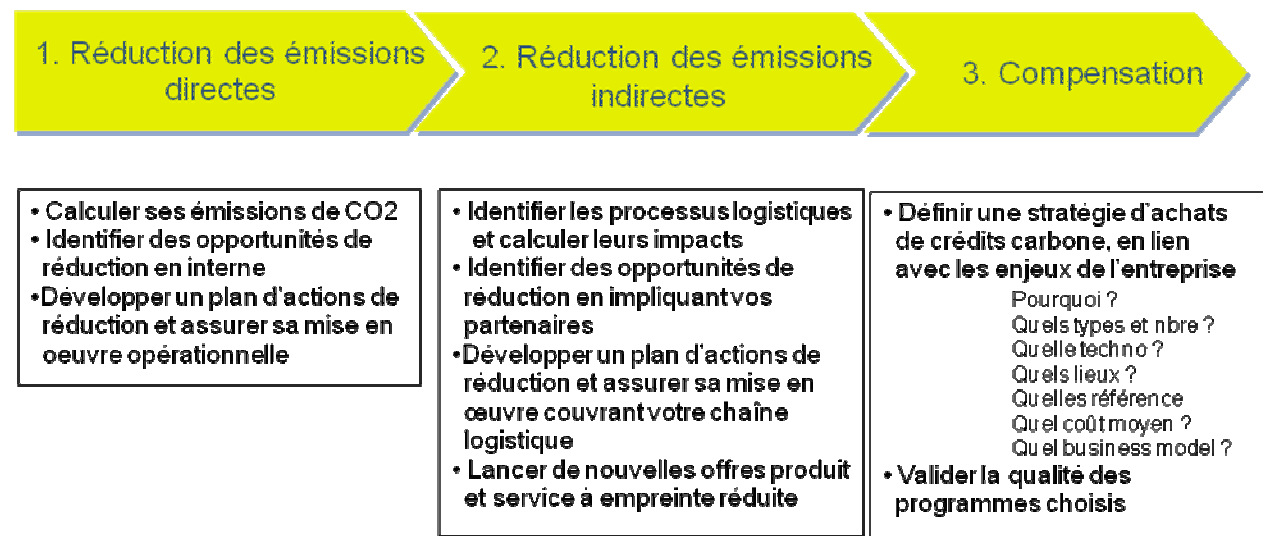 1. Réduction des émissions
directes
2. Réduction des émissions
indirectes
3. Compensation
• Calculer ses émissions de CO2
• Identifier des opportunités de
réduction en interne
•Développer un plan d'actions de
réduction et assurer sa mise en
oeuvre opérationnelle
• Identifier les processus logistiques
et calculer leurs impacts
• Identifier des opportunités de
réduction en impliquant vos
partenaires
•Développer un plan d'actions de
réduction et assurer sa mise en
œuvre couvrant votre chaîne
logistique
• Lancer de nouvelles offres produit
et service à empreinte réduite
• Définir une stratégie d'achats
de crédits carbone, en lien
avec les enjeux de l'entreprise
Pourquoi ?
Quels types et nbre ?
Quelle techno ?
Quels lieux ?
Quelles référence
Quel coût moyen ?
Quel business model ?
• Valider la qualité des
programmes choisis